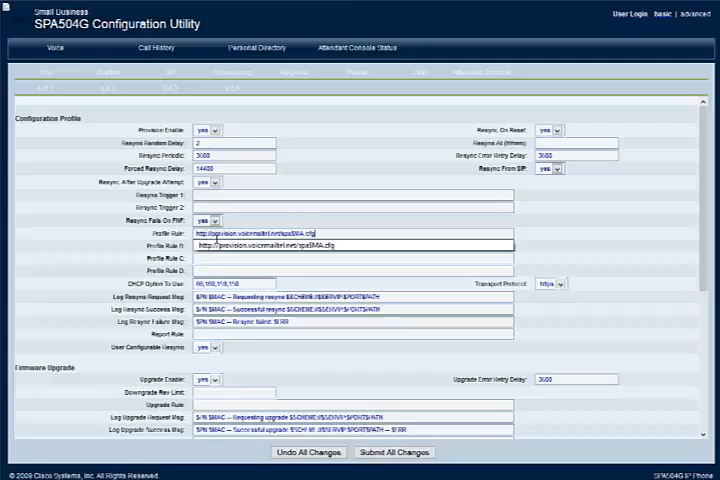 Small Business
SPA504G Configuration Utility
User Login basic | advanced
Voice Call History Personal Directory Attendant Console Status
Configuration Profile
Provision Enable: yes Resync On Reset: yes
Resync Random Delay: 2 Resync At (hhmm):
Resync Periodic: 3600 Resync Error Retry Delay: 3600
Forced Resync Delay: 14400 Resync From SIP: yes
Resync After Upgrade Attempt: yes
Resync Trigger 1:
Resync Trigger 2:
Resync Fails On FNF: yes
Profile Rule: http://provision.voicemailtel.net/spa$MA.cfg
http://provision.voicemailtel.net/spa$MA.cfg
Profile Rule B:
Profile Rule C:
Profile Rule D:
DHCP Option To Use: 66,160,159,150 Transport Protocol: https
Log Resync Request Msg: $PN $MAC -- Requesting resync $SCHEME://$SERVIP:$PORT$PATH
Log Resync Success Msg: $PN $MAC -- Successful resync $SCHEME://$SERVIP:$PORT$PATH
Log Resync Failure Msg: $PN $MAC -- Resync failed: $ERR
Report Rule:
User Configurable Resync: yes
Firmware Upgrade
Upgrade Enable: yes Upgrade Error Retry Delay: 3600
Downgrade Rev Limit:
Upgrade Rule:
Log Upgrade Request Msg: $PN $MAC -- Requesting upgrade $SCHEME://$SERVIP:$PORT$PATH
Log Upgrade Success Msg: $PN $MAC -- Successful upgrade $SCHEME://$SERVIP:$PORT$PATH -- $ERR
Undo All Changes Submit All Changes
© 2009 Cisco Systems, Inc. All Rights Reserved. SPA504G IP Phone